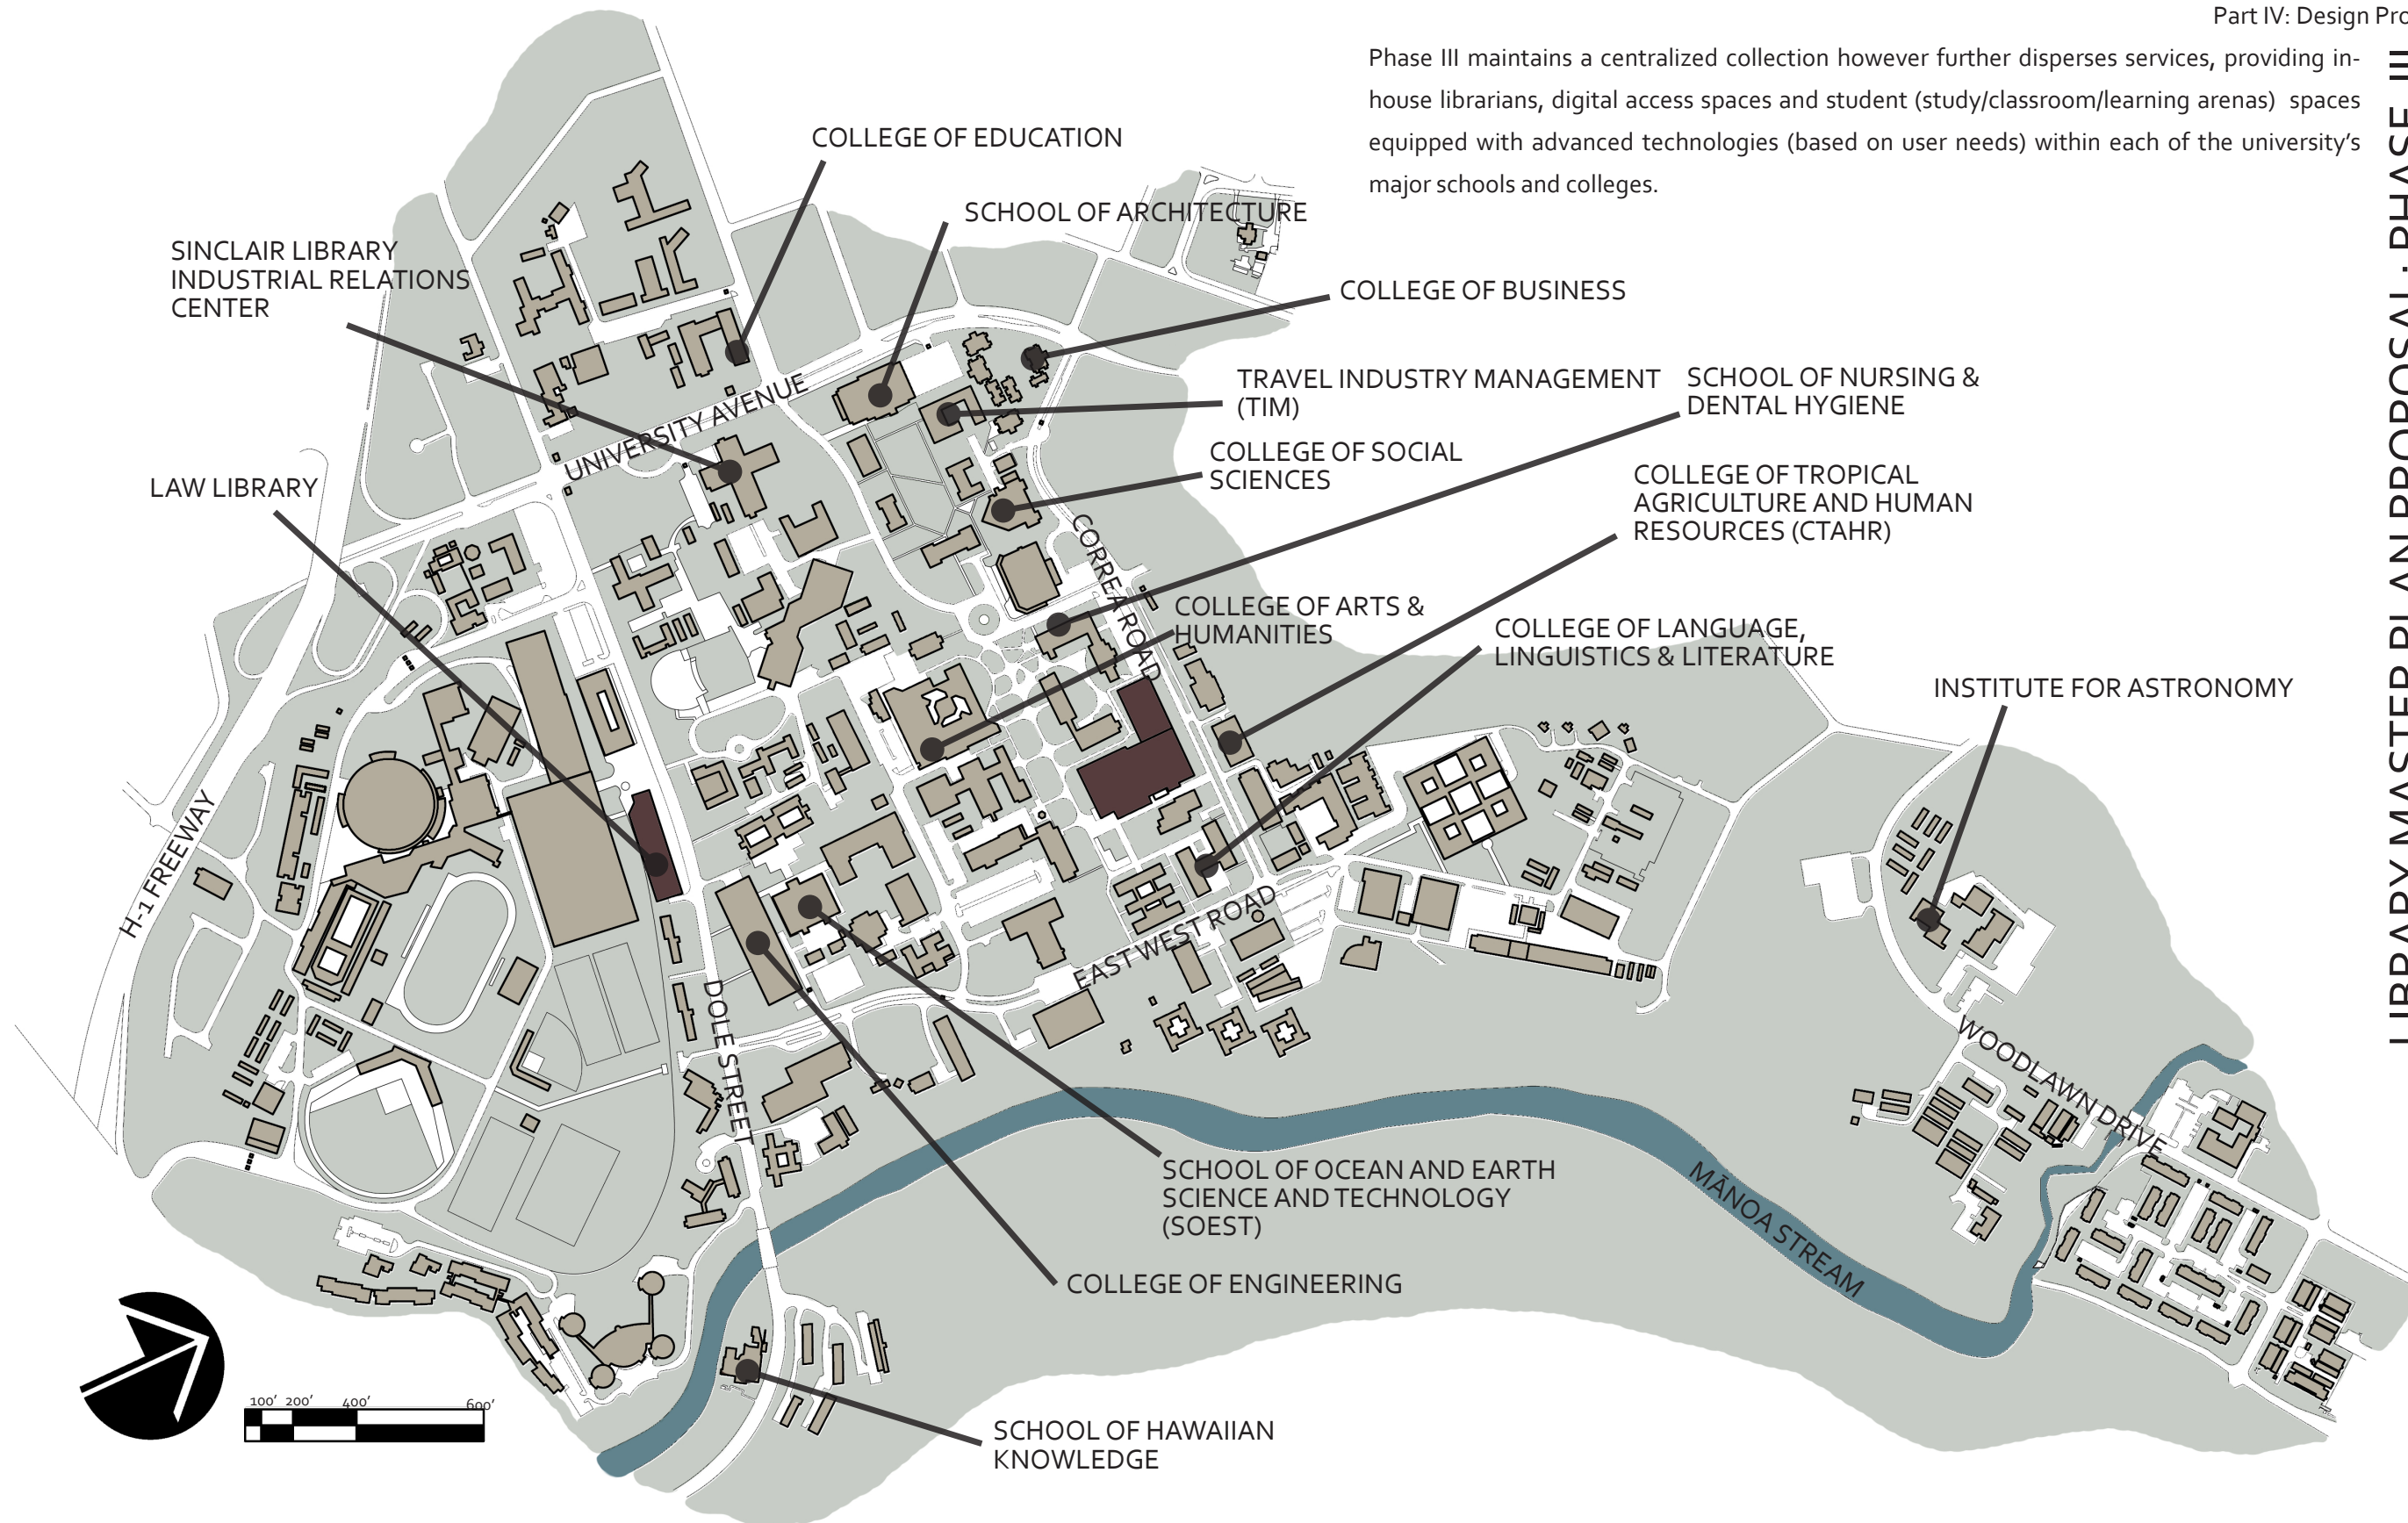 Part IV: Design Pro
Phase III maintains a centralized collection however further disperses services, providing in-
house librarians, digital access spaces and student (study/classroom/learning arenas) spaces
equipped with advanced technologies (based on user needs) within each of the university's
major schools and colleges.
LIBRARY MASTER PLAN PROPOSAL : PHASE III
COLLEGE OF EDUCATION
SCHOOL OF ARCHITECTURE
SINCLAIR LIBRARY
INDUSTRIAL RELATIONS
CENTER
COLLEGE OF BUSINESS
TRAVEL INDUSTRY MANAGEMENT
(TIM)
SCHOOL OF NURSING &
DENTAL HYGIENE
UNIVERSITY AVENUE
COLLEGE OF SOCIAL
SCIENCES
LAW LIBRARY
COLLEGE OF TROPICAL
AGRICULTURE AND HUMAN
RESOURCES (CTAHR)
CORREA ROAD
COLLEGE OF ARTS &
HUMANITIES
COLLEGE OF LANGUAGE,
LINGUISTICS & LITERATURE
INSTITUTE FOR ASTRONOMY
H-1 FREEWAY
EAST WEST ROAD
DOLE STREET
WOODLAWN DRIVE
SCHOOL OF OCEAN AND EARTH
SCIENCE AND TECHNOLOGY
(SOEST)
MĀNOA STREAM
COLLEGE OF ENGINEERING
100' 200' 400' 600'
SCHOOL OF HAWAIIAN
KNOWLEDGE